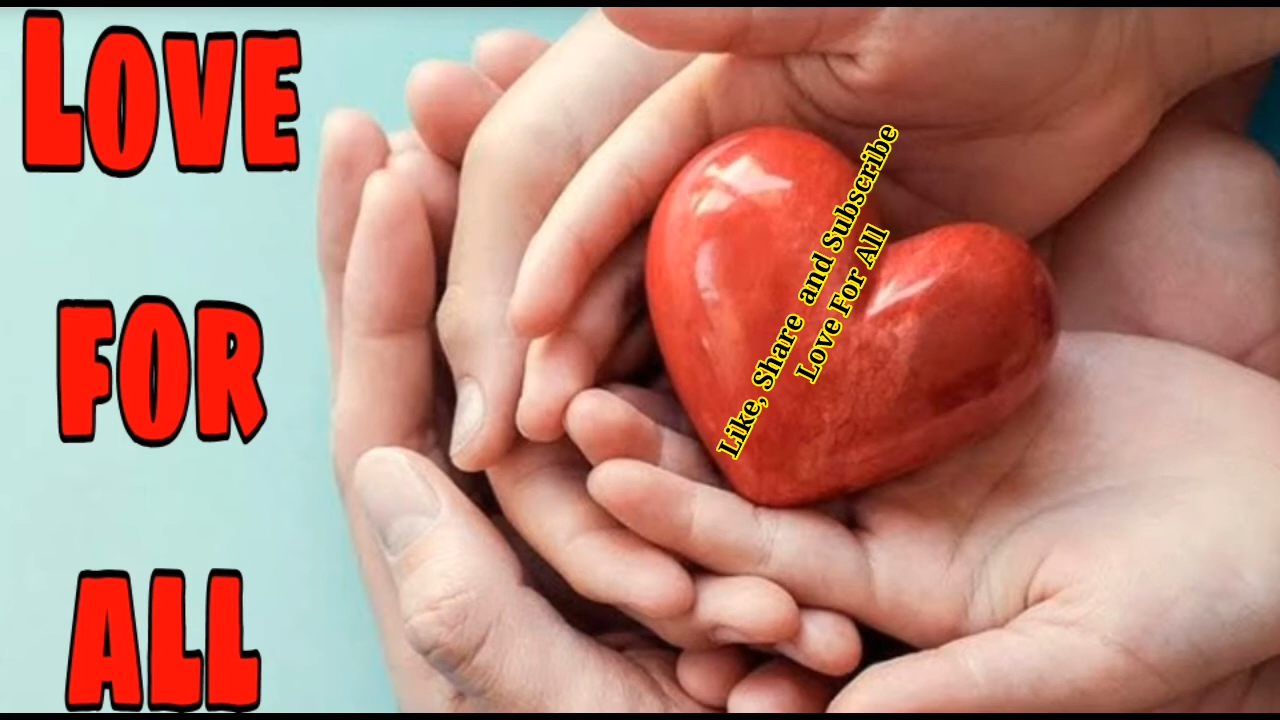 LOVE
FOR
ALL
Like, Share and Subscribe
Love For All